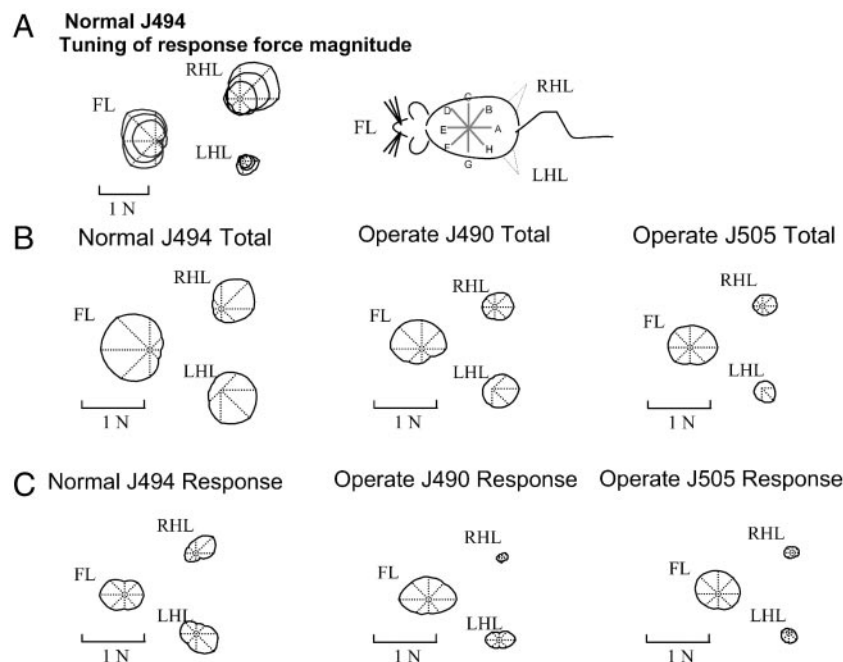 A
Normal J494
Tuning of response force magnitude
RHL
FL
LHL
1 N
FL
A
B
C
D
E
F
G
H
RHL
LHL
B
Normal J494 Total
RHL
FL
LHL
1 N
Operate J490 Total
RHL
FL
LHL
1 N
Operate J505 Total
RHL
FL
LHL
1 N
C
Normal J494 Response
RHL
FL
LHL
1 N
Operate J490 Response
RHL
FL
LHL
1 N
Operate J505 Response
RHL
FL
LHL
1 N